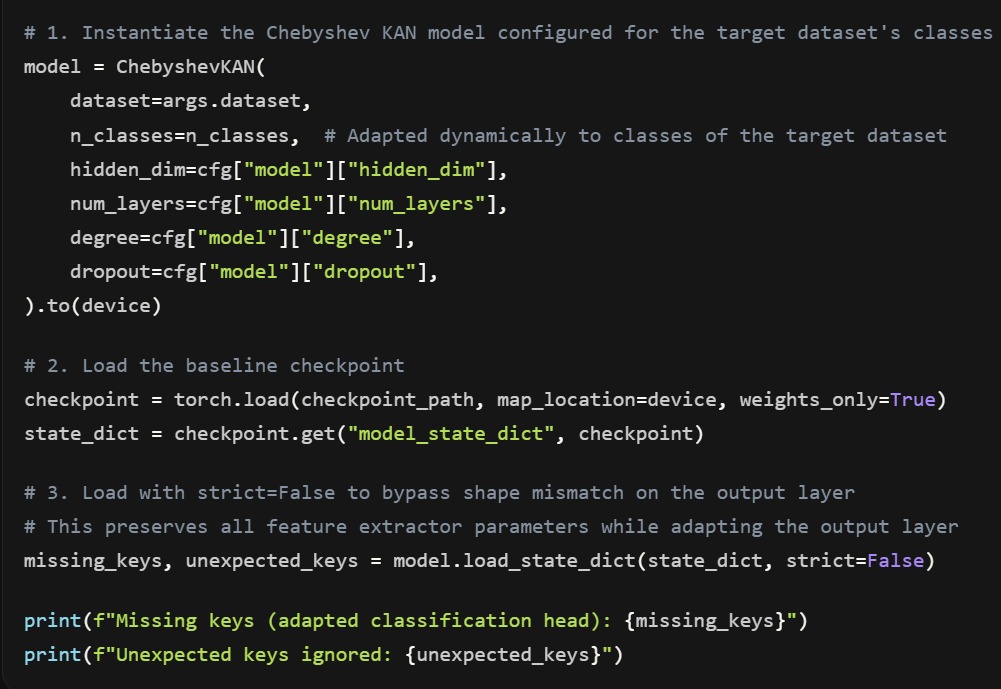 # 1. Instantiate the Chebyshev KAN model configured for the target dataset's classes
model = ChebyshevKAN(
    dataset=args.dataset,
    n_classes=n_classes,  # Adapted dynamically to classes of the target dataset
    hidden_dim=cfg["model"]["hidden_dim"],
    num_layers=cfg["model"]["num_layers"],
    degree=cfg["model"]["degree"],
    dropout=cfg["model"]["dropout"],
).to(device)
# 2. Load the baseline checkpoint
checkpoint = torch.load(checkpoint_path, map_location=device, weights_only=True)
state_dict = checkpoint.get("model_state_dict", checkpoint)
# 3. Load with strict=False to bypass shape mismatch on the output layer
# This preserves all feature extractor parameters while adapting the output layer
missing_keys, unexpected_keys = model.load_state_dict(state_dict, strict=False)
print(f"Missing keys (adapted classification head): {missing_keys}")
print(f"Unexpected keys ignored: {unexpected_keys}")